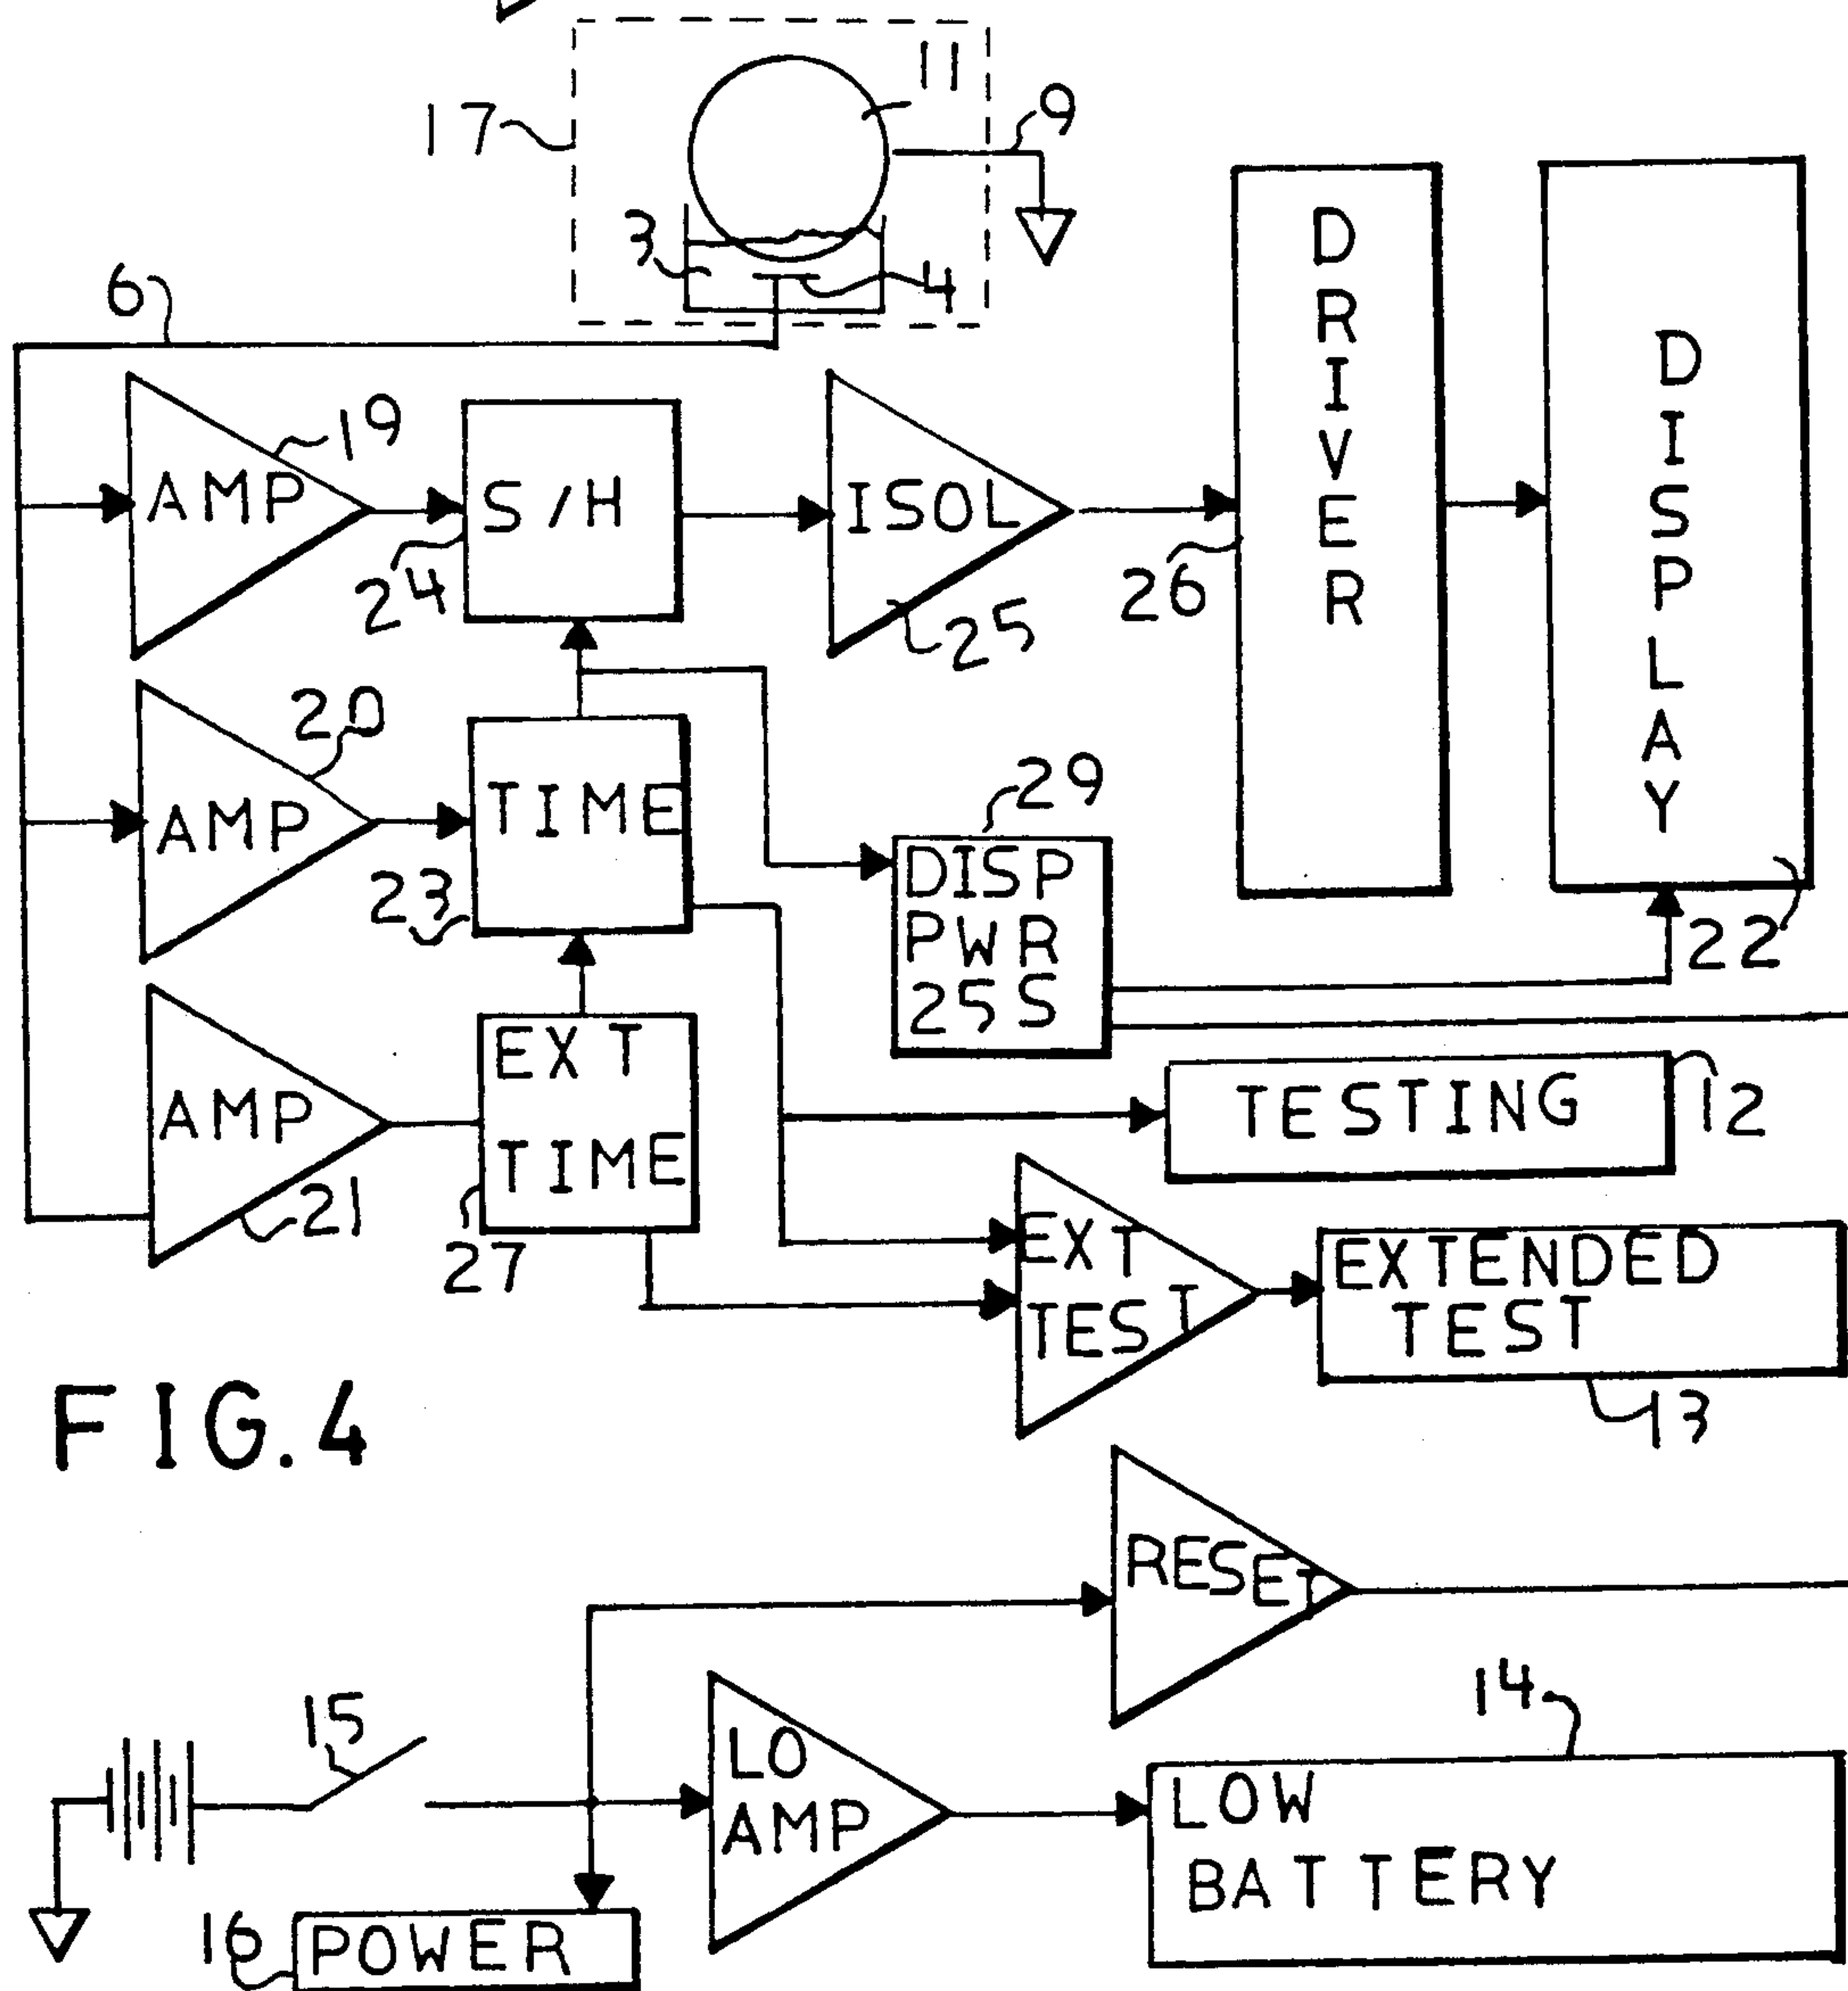 11
17
9
3
4
6
DRIVER
DISPLAY
19
AMP
S/H
ISOL
24
25
26
20
AMP
TIME
23
29
DISP
PWR
25S
22
AMP
EXT
TIME
21
27
TESTING
12
EXT
TEST
EXTENDED
TEST
13
FIG.4
RESET
15
LO
AMP
14
LOW
BATTERY
16
POWER